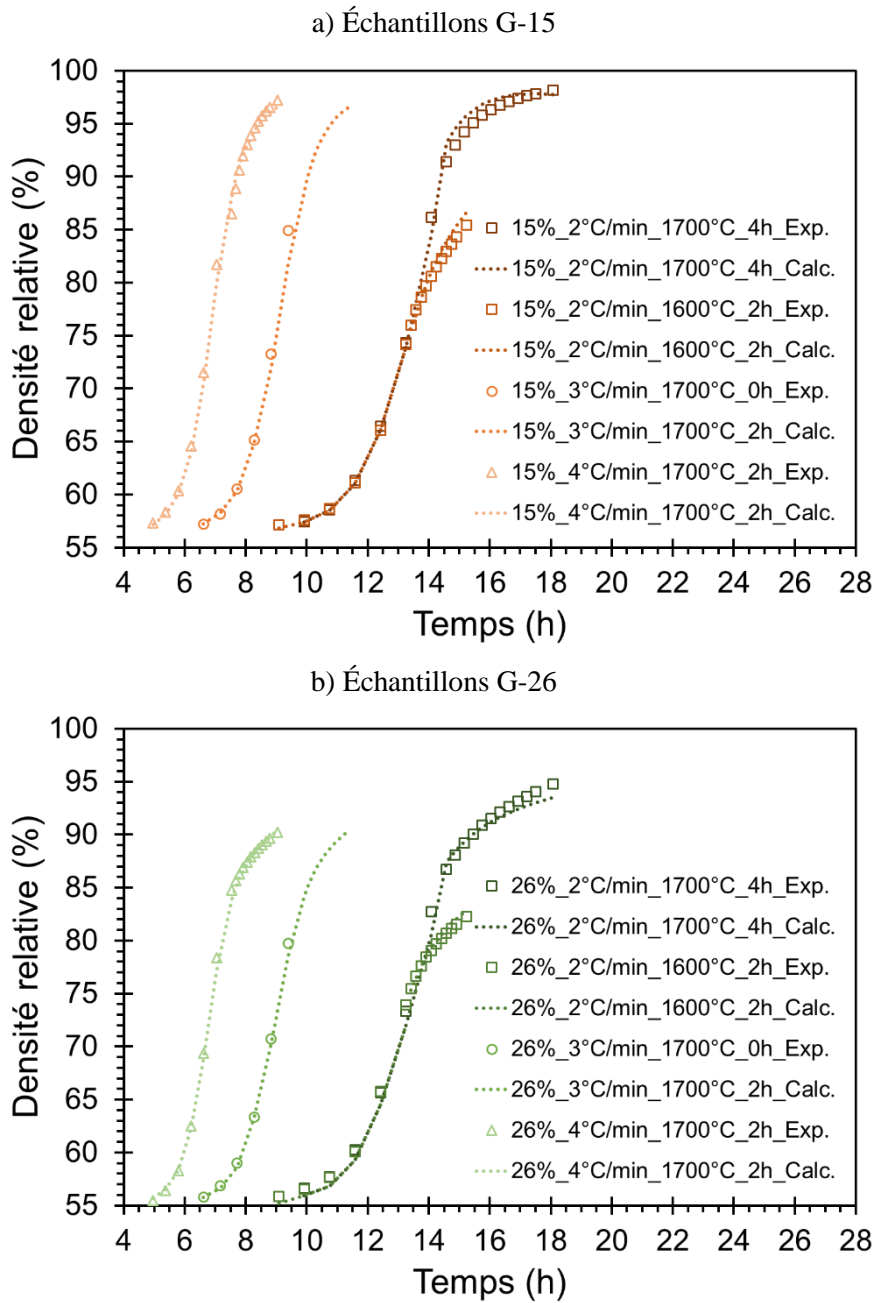 a) Échantillons G-15
100
95
90
85
80
75
70
65
60
55
Densité relative (%)
15%_2°C/min_1700°C_4h_Exp.
15%_2°C/min_1700°C_4h_Calc.
15%_2°C/min_1600°C_2h_Exp.
15%_2°C/min_1600°C_2h_Calc.
15%_3°C/min_1700°C_0h_Exp.
15%_3°C/min_1700°C_2h_Calc.
15%_4°C/min_1700°C_2h_Exp.
15%_4°C/min_1700°C_2h_Calc.
4 6 8 10 12 14 16 18 20 22 24 26 28
Temps (h)
b) Échantillons G-26
100
95
90
85
80
75
70
65
60
55
Densité relative (%)
26%_2°C/min_1700°C_4h_Exp.
26%_2°C/min_1700°C_4h_Calc.
26%_2°C/min_1600°C_2h_Exp.
26%_2°C/min_1600°C_2h_Calc.
26%_3°C/min_1700°C_0h_Exp.
26%_3°C/min_1700°C_2h_Calc.
26%_4°C/min_1700°C_2h_Exp.
26%_4°C/min_1700°C_2h_Calc.
4 6 8 10 12 14 16 18 20 22 24 26 28
Temps (h)